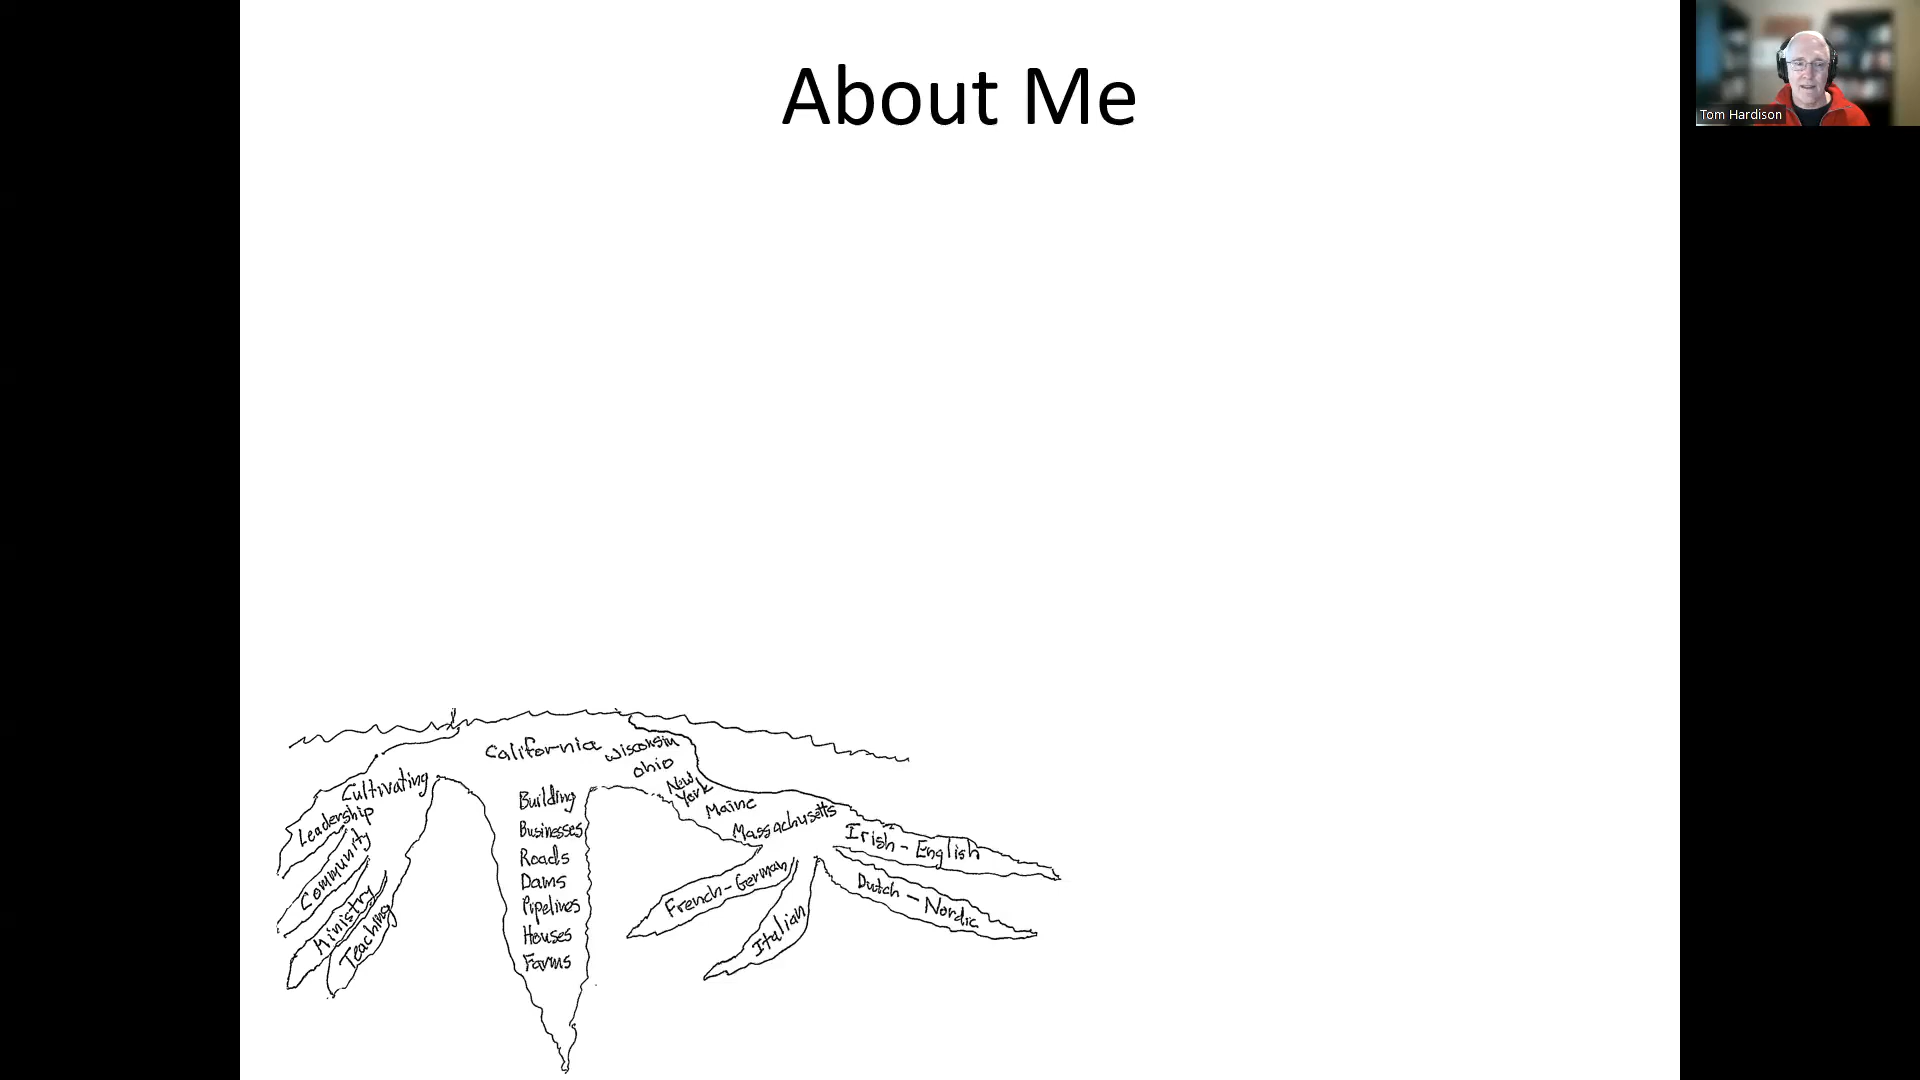 About Me
Tom Hardison
California
Wisconsin
Ohio
New
York
Maine
Massachusetts
Cultivating
Leadership
Community
Ministry
Teaching
Building
Businesses
Roads
Dams
Pipelines
Houses
Farms
Irish - English
Dutch - Nordic
French - German
Italian